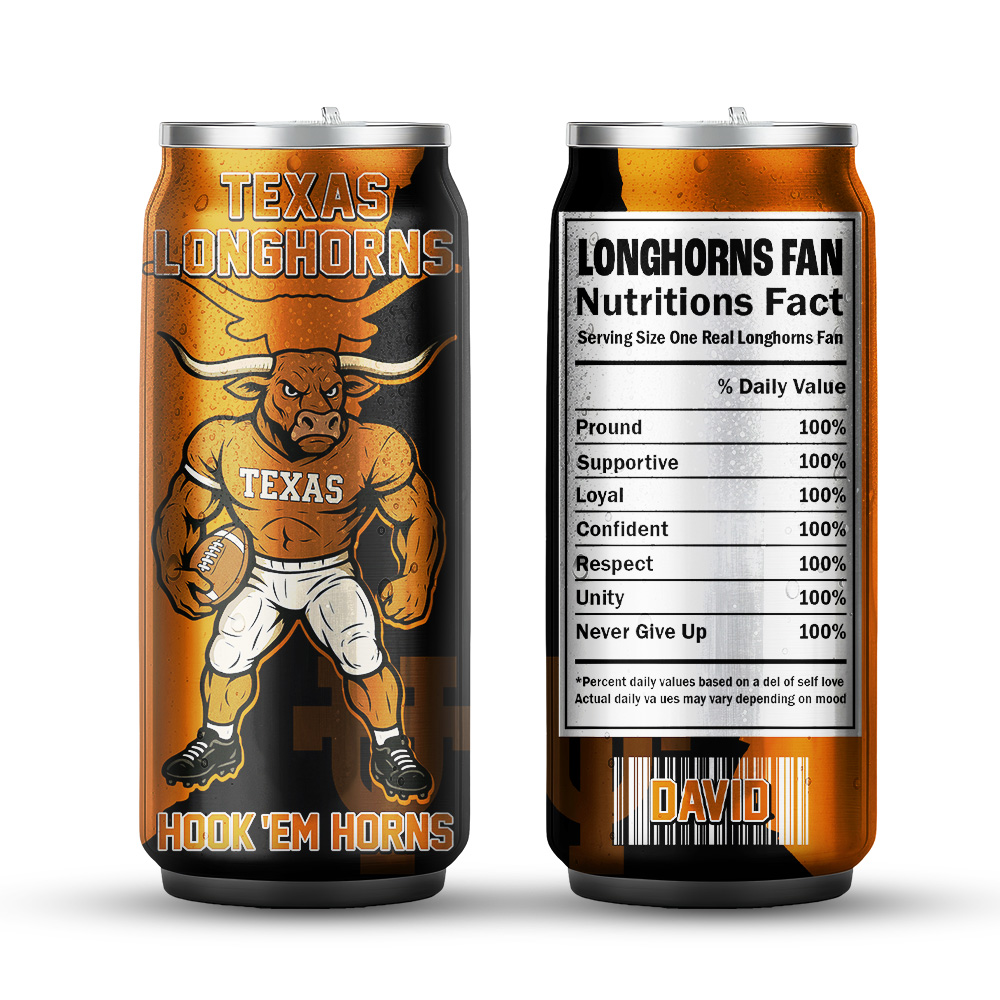 TEXAS
LONGHORNS
TEXAS
HOOK 'EM HORNS
LONGHORNS FAN
Nutritions Fact
Serving Size One Real Longhorns Fan
% Daily Value
Pround 100%
Supportive 100%
Loyal 100%
Confident 100%
Respect 100%
Unity 100%
Never Give Up 100%
*Percent daily values based on a del of self love
Actual daily va ues may vary depending on mood
DAVID